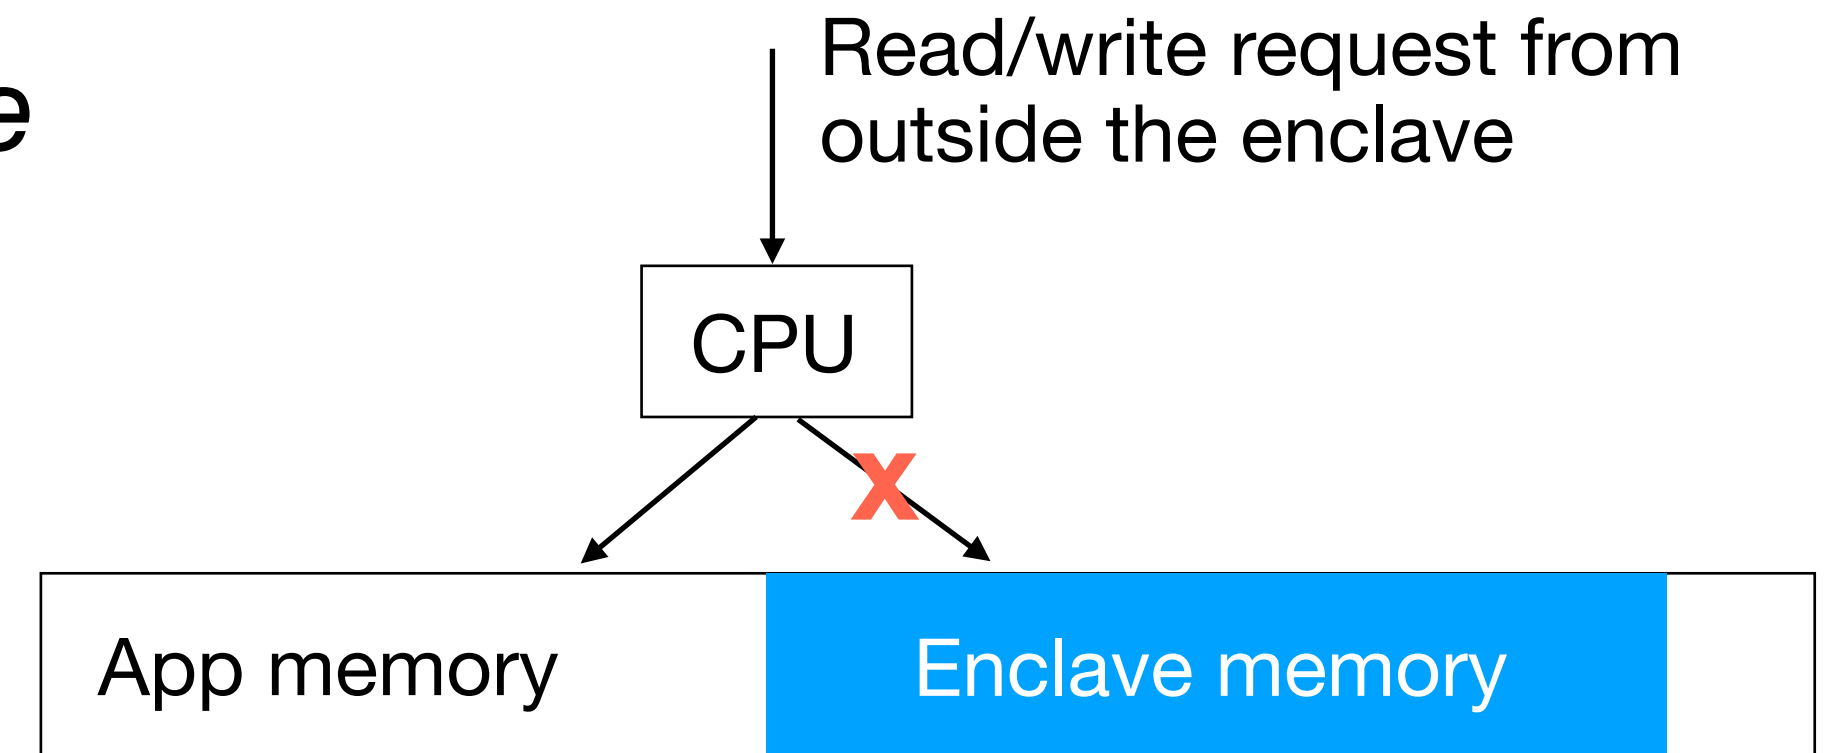 Read/write request from
outside the enclave
e
CPU
X
App memory
Enclave memory